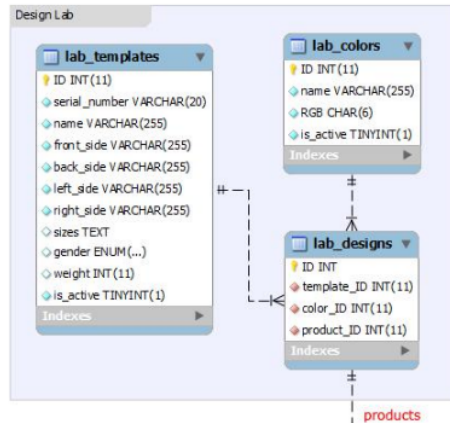 Design Lab
lab_templates
ID INT(11)
serial_number VARCHAR(20)
name VARCHAR(255)
front_side VARCHAR(255)
back_side VARCHAR(255)
left_side VARCHAR(255)
right_side VARCHAR(255)
sizes TEXT
gender ENUM(...)
weight INT(11)
is_active TINYINT(1)
Indexes
lab_colors
ID INT(11)
name VARCHAR(255)
RGB CHAR(6)
is_active TINYINT(1)
Indexes
lab_designs
ID INT
template_ID INT(11)
color_ID INT(11)
product_ID INT(11)
Indexes
products